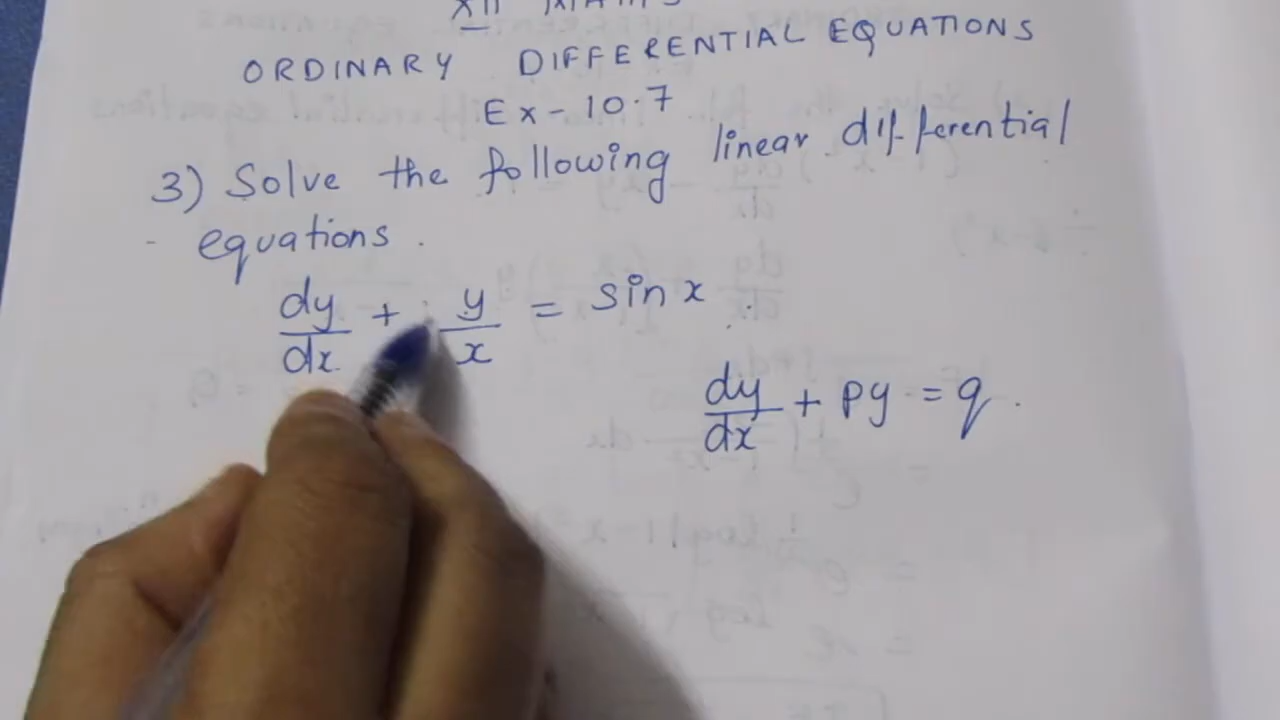 ORDINARY DIFFERENTIAL EQUATIONS
Ex - 10.7
3) Solve the following linear differential
equations.
dy/dx + y/x = sin x
dy/dx + py = q.